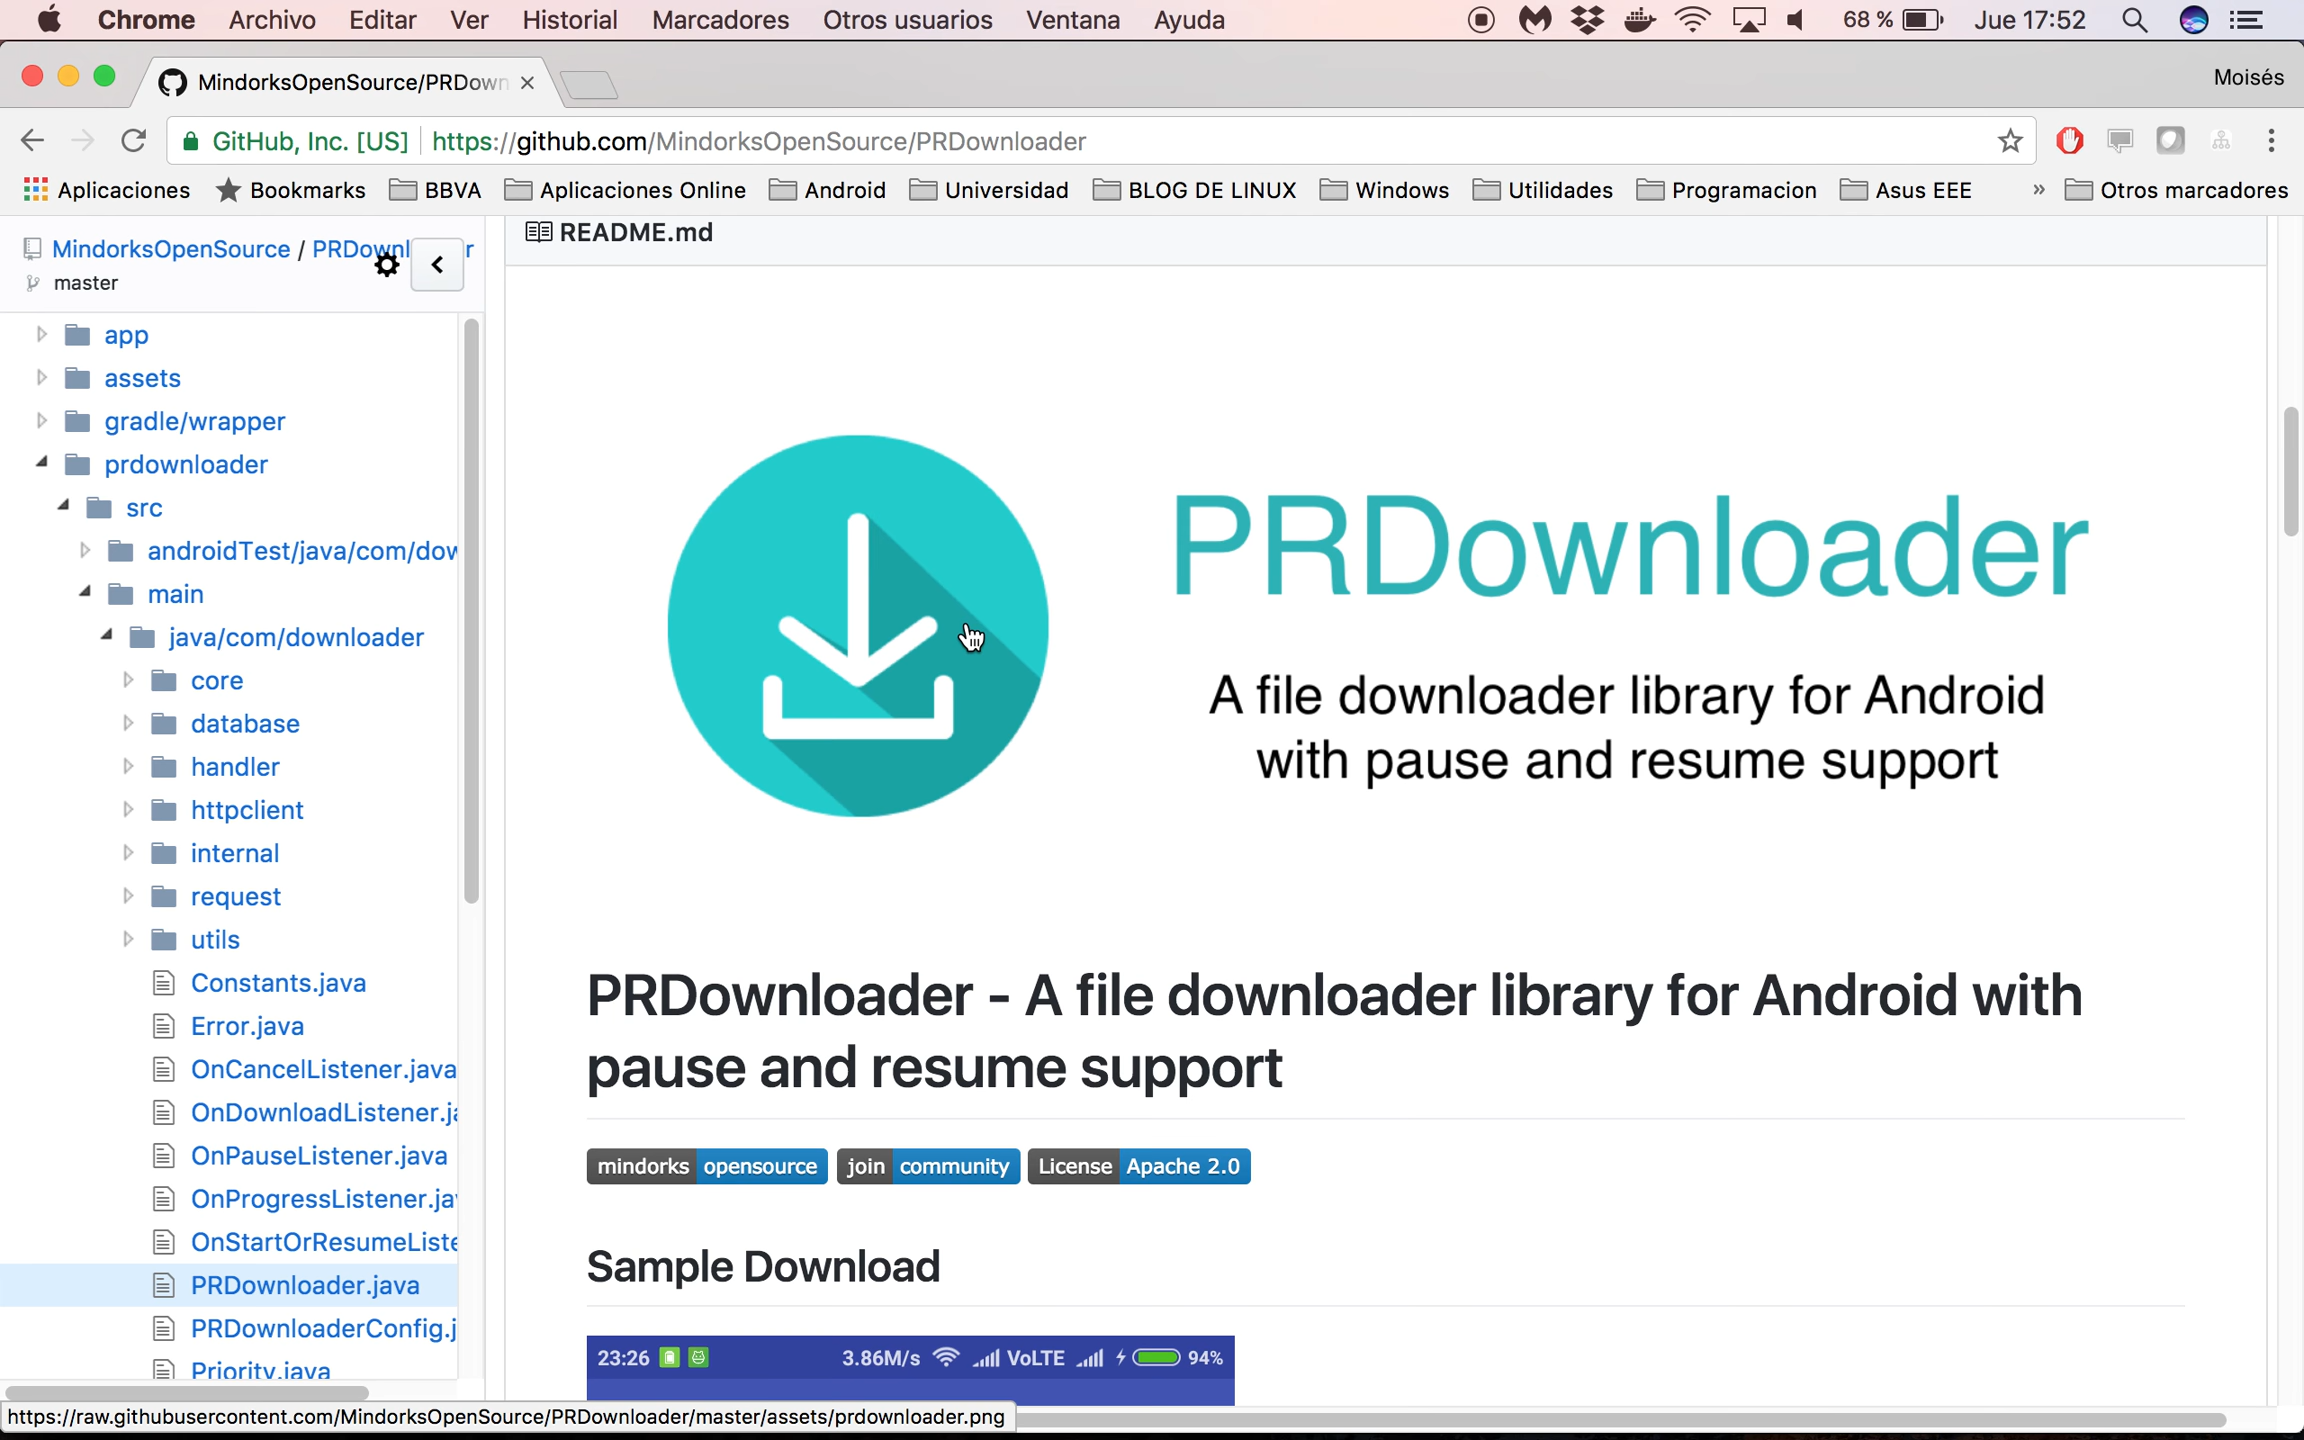 Chrome Archivo Editar Ver Historial Marcadores Otros usuarios Ventana Ayuda 68 % Jue 17:52
MindorksOpenSource/PRDown Moisés
GitHub, Inc. [US] https://github.com/MindorksOpenSource/PRDownloader
Aplicaciones Bookmarks BBVA Aplicaciones Online Android Universidad BLOG DE LINUX Windows Utilidades Programacion Asus EEE » Otros marcadores
MindorksOpenSource / PRDownl r
master
app
assets
gradle/wrapper
prdownloader
src
androidTest/java/com/dow
main
java/com/downloader
core
database
handler
httpclient
internal
request
utils
Constants.java
Error.java
OnCancelListener.java
OnDownloadListener.ja
OnPauseListener.java
OnProgressListener.jav
OnStartOrResumeListe
PRDownloader.java
PRDownloaderConfig.j
Priority.java
README.md
PRDownloader
A file downloader library for Android
with pause and resume support
PRDownloader - A file downloader library for Android with
pause and resume support
mindorks opensource join community License Apache 2.0
Sample Download
23:26 3.86M/s VoLTE 94%
https://raw.githubusercontent.com/MindorksOpenSource/PRDownloader/master/assets/prdownloader.png